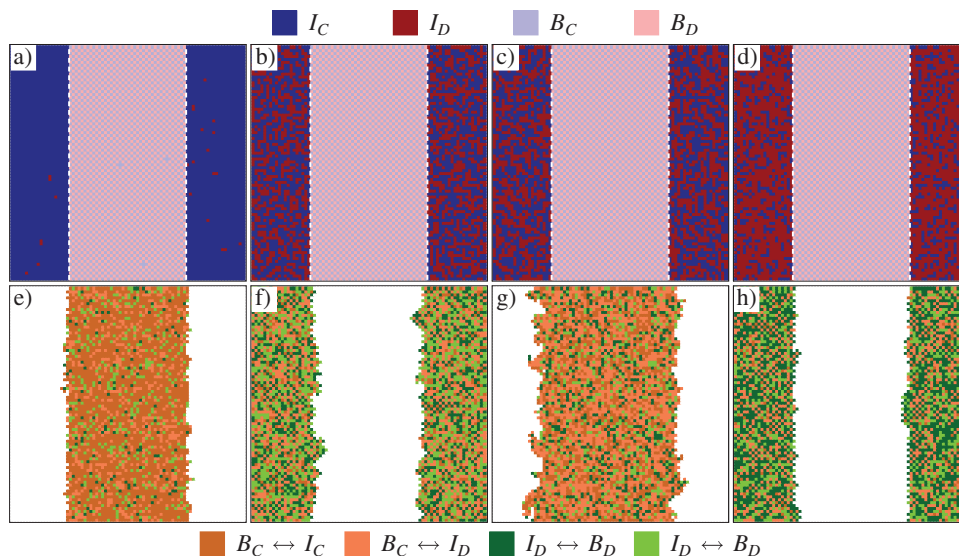 I_C I_D B_C B_D
a) b) c) d)
e) f) g) h)
B_C ↔ I_C B_C ↔ I_D I_D ↔ B_D I_D ↔ B_D